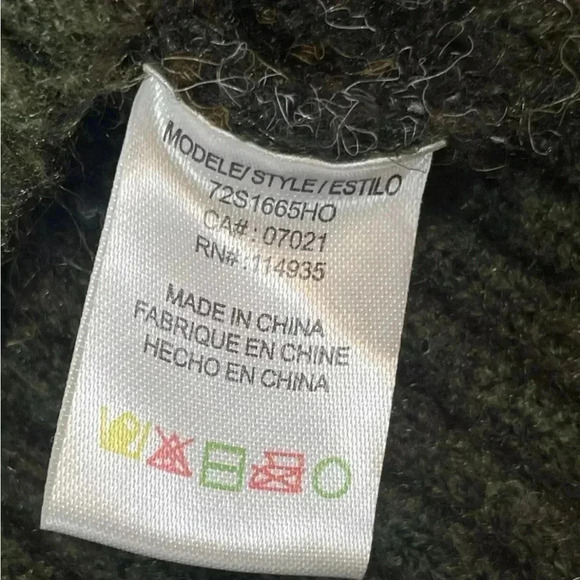 MODELE/STYLE/ESTILO
72S1665HO
CA#: 07021
RN#: 114935
MADE IN CHINA
FABRIQUE EN CHINE
HECHO EN CHINA